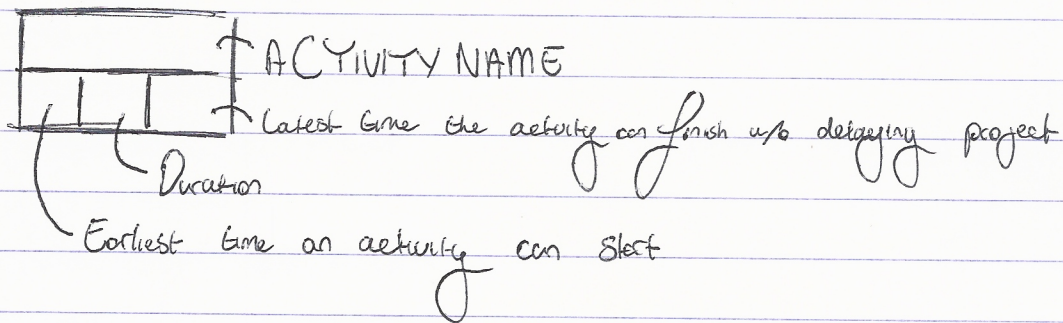 ACTIVITY NAME
Latest time the activity can finish w/o delaying project
Duration
Earliest time an activity can start